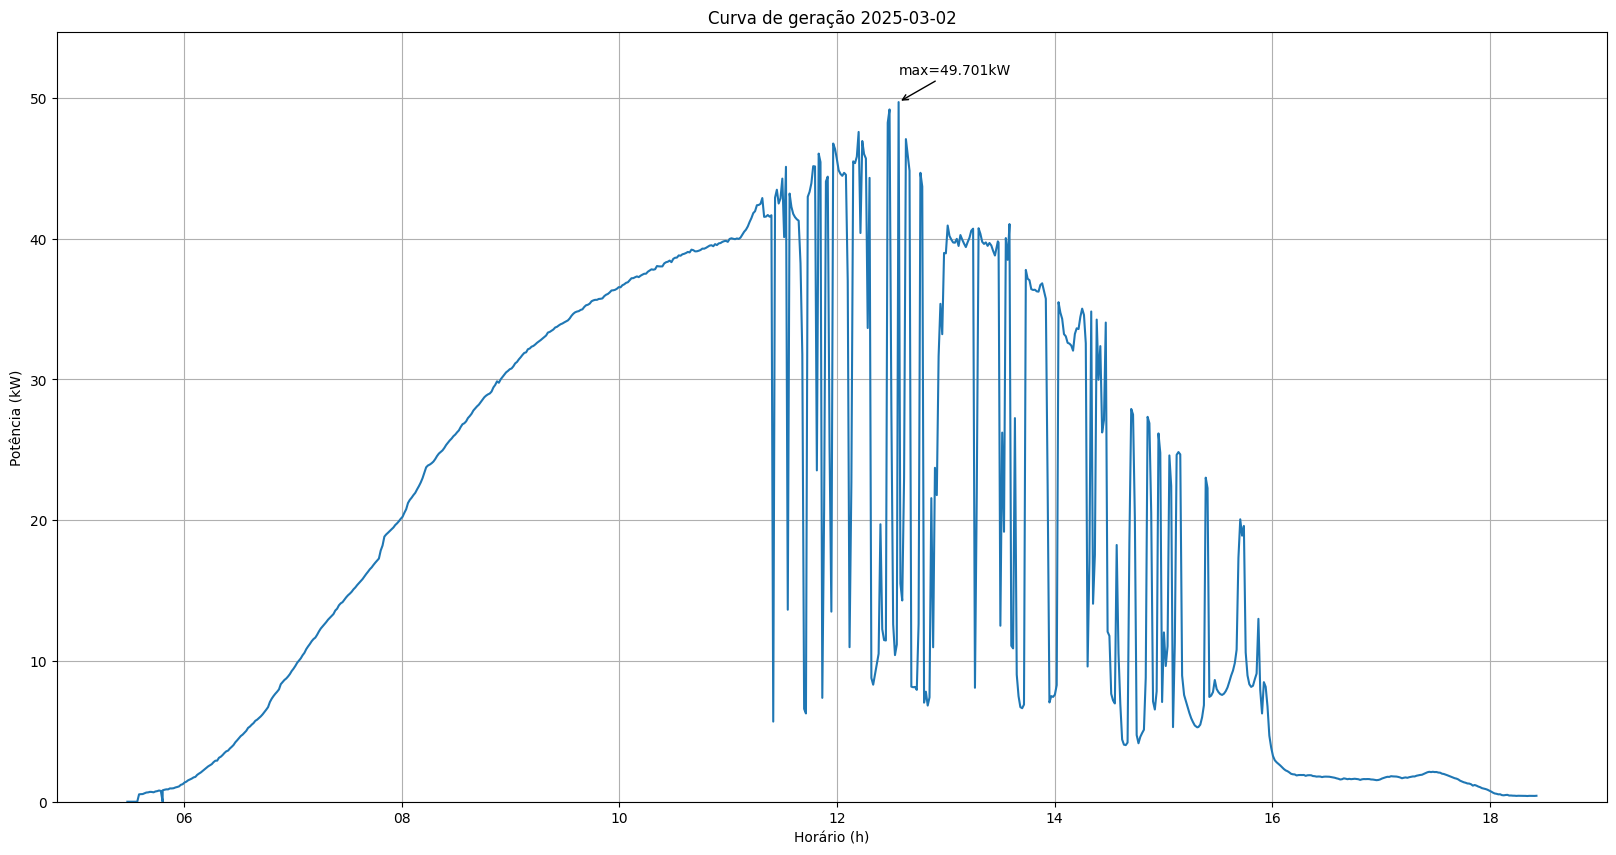 Curva de geração 2025-03-02
max=49.701kW
Potência (kW)
50
40
30
20
10
0
06 08 10 12 14 16 18
Horário (h)